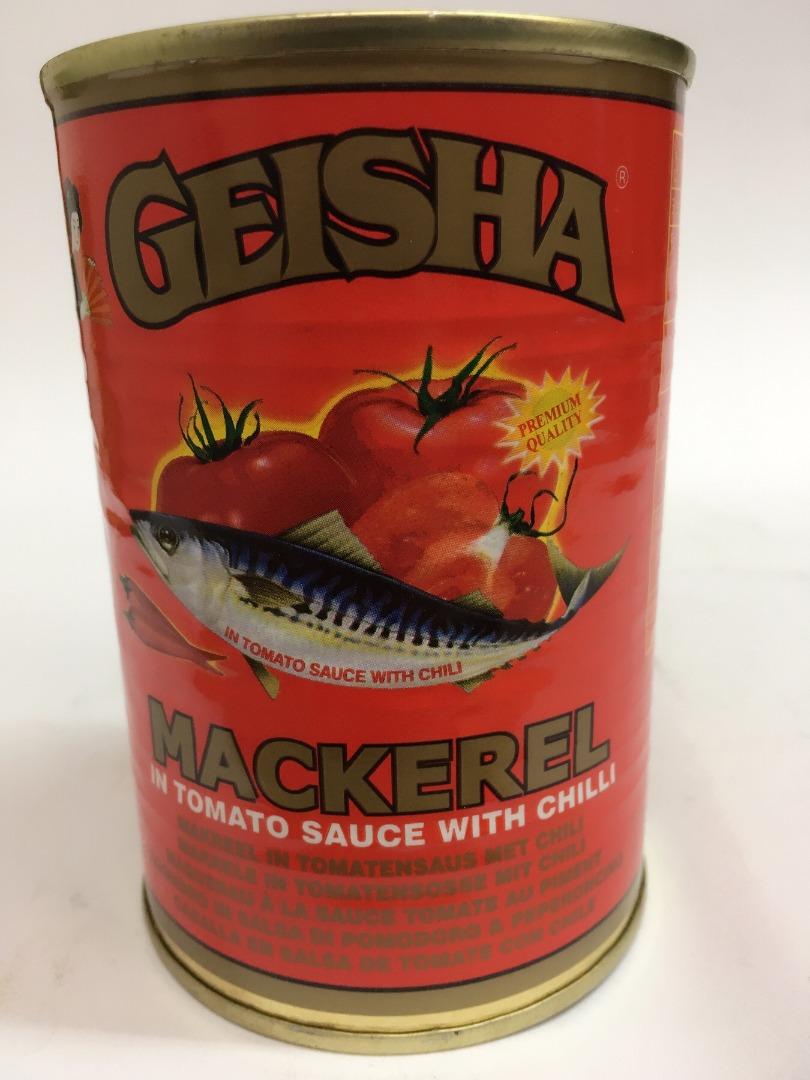 GEISHA®
PREMIUM
QUALITY
IN TOMATO SAUCE WITH CHILI
MACKEREL
IN TOMATO SAUCE WITH CHILLI
MAKREEL IN TOMATENSAUS MET CHILI
MAKRELE IN TOMATENSOSSE MIT CHILI
MAQUEREAU À LA SAUCE TOMATE AU PIMENT
SGOMBRO IN SALSA DI POMODORO & PEPERONCINO
CABALLA EN SALSA DE TOMATE CON CHILE